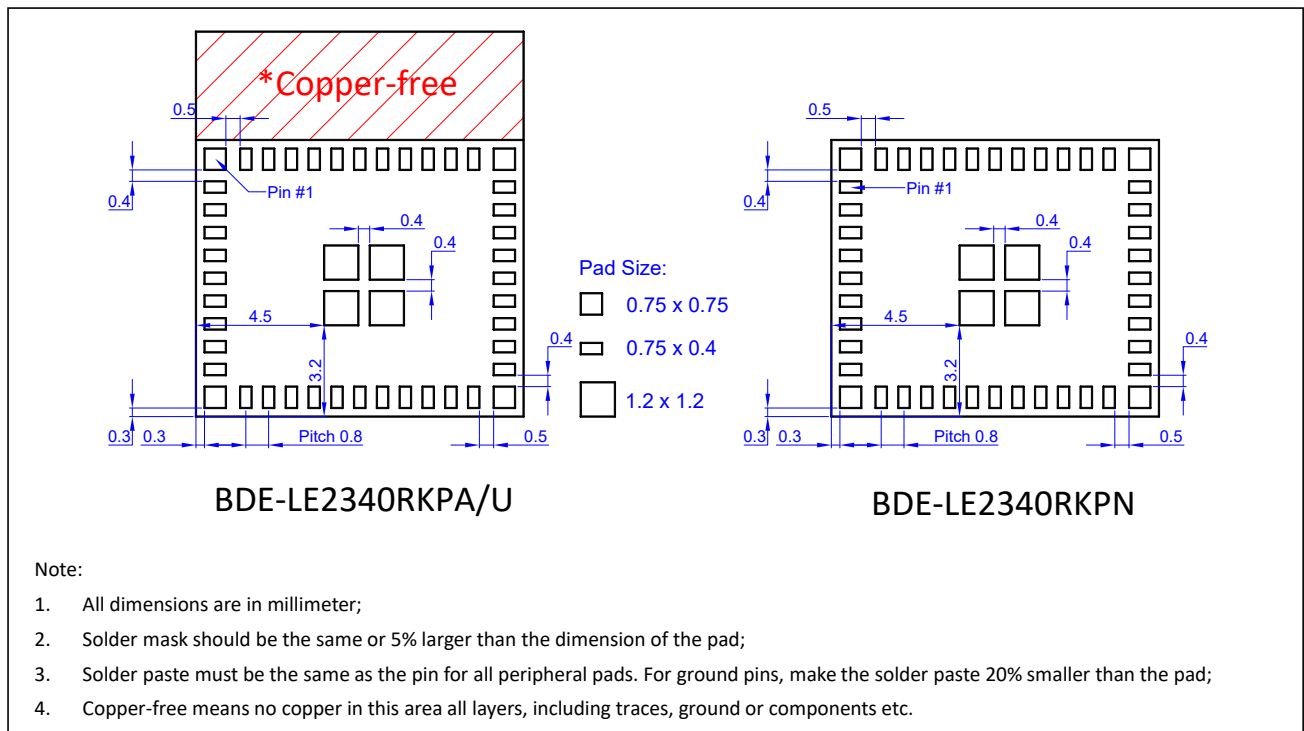 *Copper-free
0.5
Pin #1
0.4
0.4
0.4
4.5
3.2
0.4
0.3
0.3
Pitch 0.8
0.5
BDE-LE2340RKPA/U
Pad Size:
0.75 x 0.75
0.75 x 0.4
1.2 x 1.2
0.5
Pin #1
0.4
0.4
0.4
4.5
3.2
0.4
0.3
0.3
Pitch 0.8
0.5
BDE-LE2340RKPN
Note:
1. All dimensions are in millimeter;
2. Solder mask should be the same or 5% larger than the dimension of the pad;
3. Solder paste must be the same as the pin for all peripheral pads. For ground pins, make the solder paste 20% smaller than the pad;
4. Copper-free means no copper in this area all layers, including traces, ground or components etc.